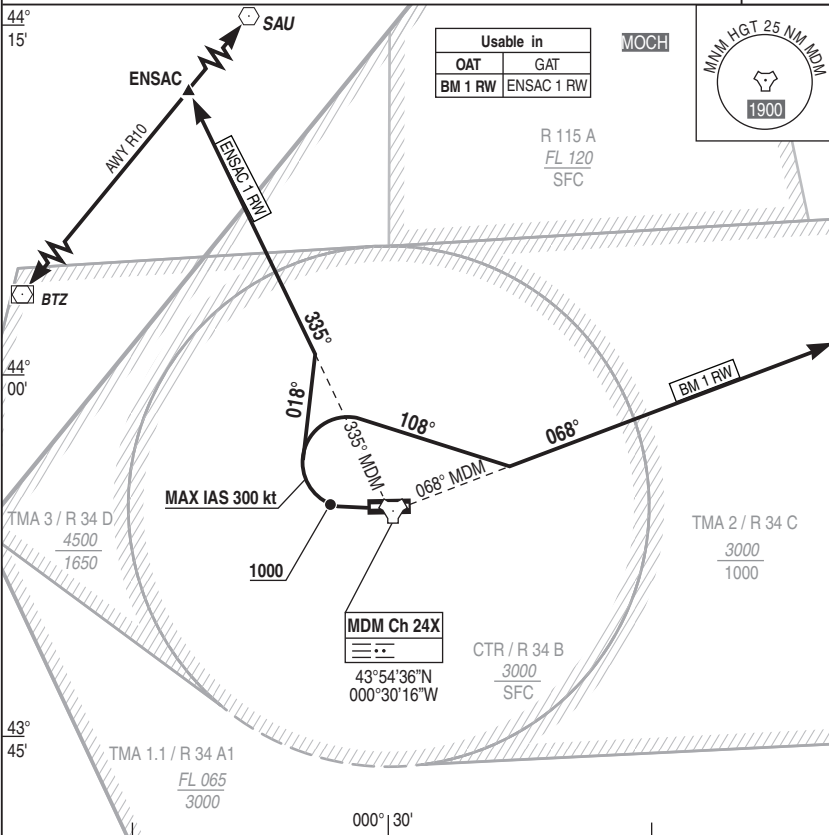 44°
15'
SAU
ENSAC
AWY R10
ENSAC 1 RW
BTZ
Usable in
OAT GAT
BM 1 RW ENSAC 1 RW
MOCH
MNM HGT 25 NM MDM
1900
R 115 A
FL 120
SFC
44°
00'
335°
018°
108°
068°
BM 1 RW
335° MDM
068° MDM
MAX IAS 300 kt
1000
TMA 3 / R 34 D
4500
1650
TMA 2 / R 34 C
3000
1000
MDM Ch 24X
43°54'36"N
000°30'16"W
CTR / R 34 B
3000
SFC
43°
45'
TMA 1.1 / R 34 A1
FL 065
3000
000° 30'